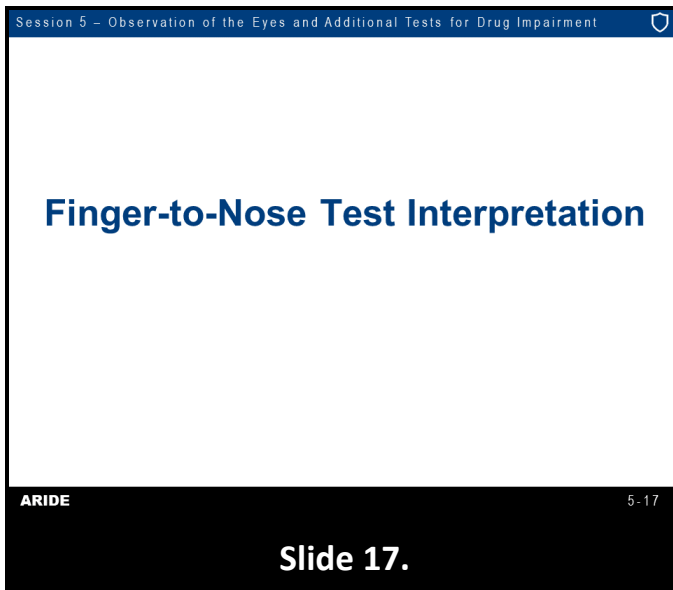 Session 5 – Observation of the Eyes and Additional Tests for Drug Impairment
Finger-to-Nose Test Interpretation
ARIDE
5-17
Slide 17.